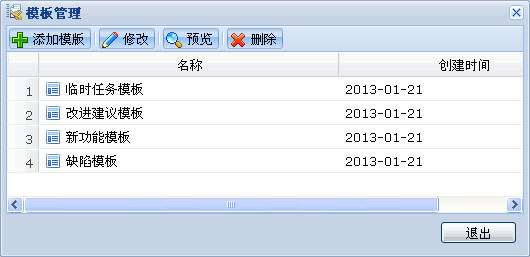 模板管理
添加模版 修改 预览 删除
名称 创建时间
1 临时任务模板 2013-01-21
2 改进建议模板 2013-01-21
3 新功能模板 2013-01-21
4 缺陷模板 2013-01-21
退出